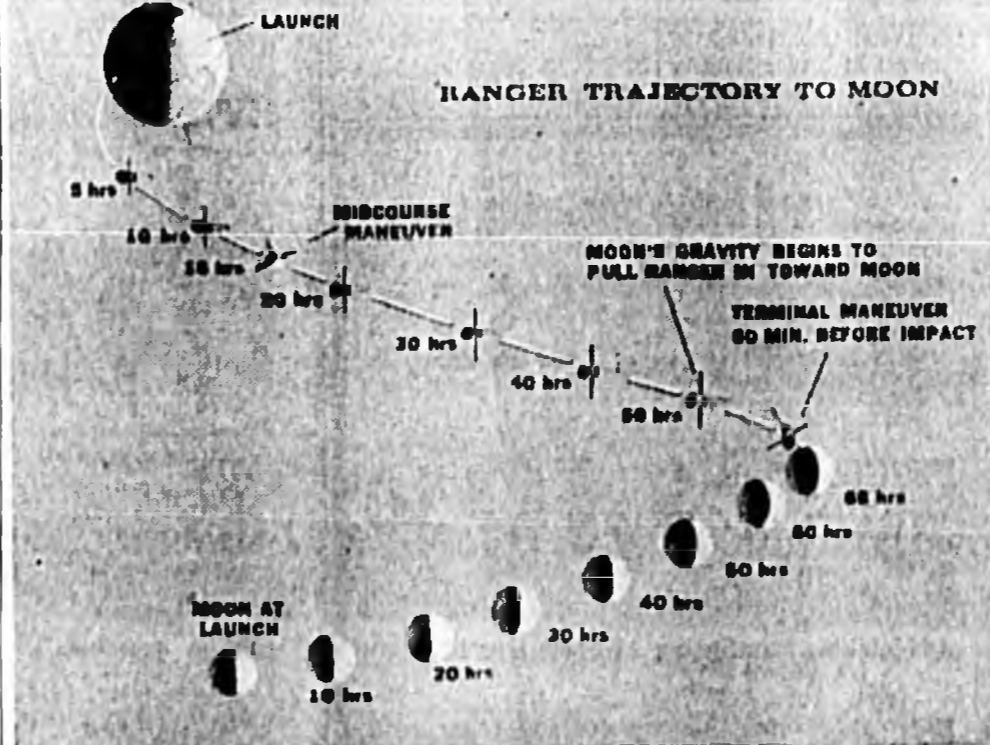 LAUNCH
RANGER TRAJECTORY TO MOON
5 hrs
10 hrs
MIDCOURSE
MANEUVER
16 hrs
20 hrs
MOON'S GRAVITY BEGINS TO
PULL RANGER IN TOWARD MOON
TERMINAL MANEUVER
MIN. BEFORE IMPACT
30 hrs
40 hrs
50 hrs
66 hrs
60 hrs
50 hrs
40 hrs
30 hrs
MOON AT
LAUNCH
20 hrs
10 hrs